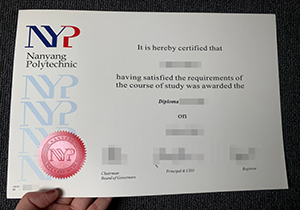 NYP
Nanyang
Polytechnic
It is hereby certified that
having satisfied the requirements of
the course of study was awarded the
Diploma
on
NYP
Chairman
Board of Governors
Principal & CEO
Registrar